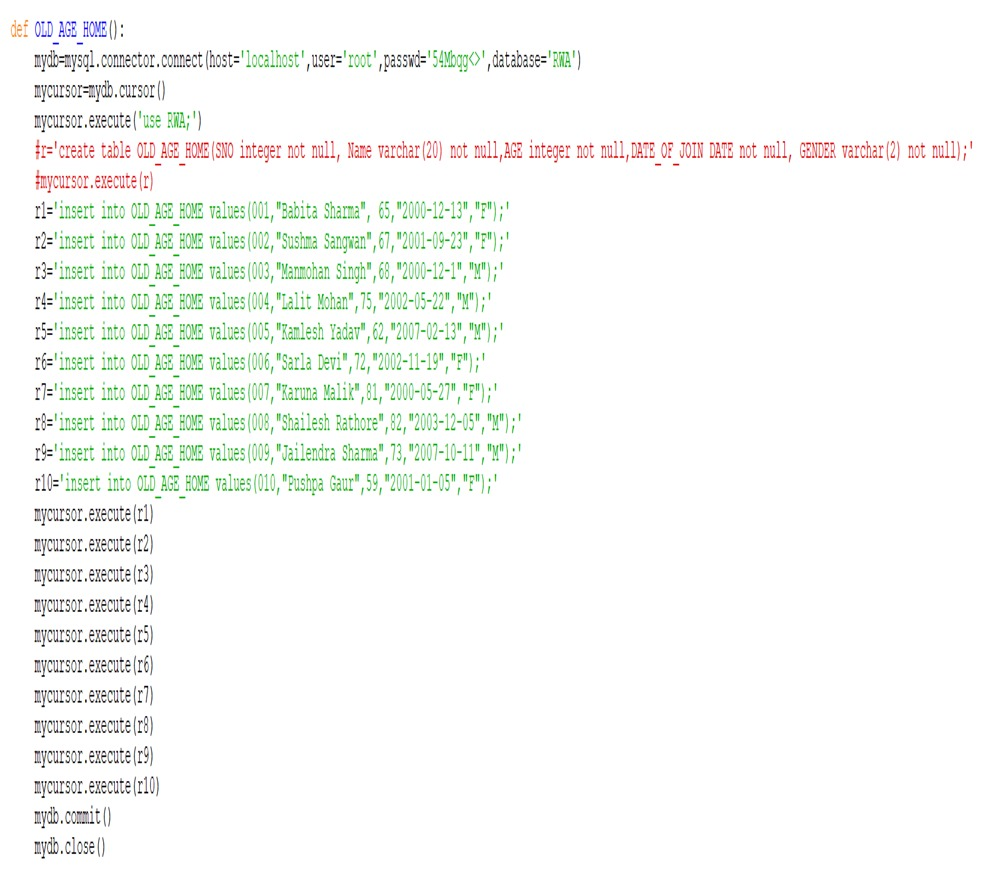 def OLD_AGE_HOME():
    mydb=mysql.connector.connect(host='localhost',user='root',passwd='54Mbqg<>',database='RWA')
    mycursor=mydb.cursor()
    mycursor.execute('use RWA;')
    #r='create table OLD_AGE_HOME(SNO integer not null, Name varchar(20) not null,AGE integer not null,DATE_OF_JOIN DATE not null, GENDER varchar(2) not null);'
    #mycursor.execute(r)
    r1='insert into OLD_AGE_HOME values(001,"Babita Sharma", 65,"2000-12-13","F");'
    r2='insert into OLD_AGE_HOME values(002,"Sushma Sangwan",67,"2001-09-23","F");'
    r3='insert into OLD_AGE_HOME values(003,"Manmohan Singh",68,"2000-12-1","M");'
    r4='insert into OLD_AGE_HOME values(004,"Lalit Mohan",75,"2002-05-22","M");'
    r5='insert into OLD_AGE_HOME values(005,"Kamlesh Yadav",62,"2007-02-13","M");'
    r6='insert into OLD_AGE_HOME values(006,"Sarla Devi",72,"2002-11-19","F");'
    r7='insert into OLD_AGE_HOME values(007,"Karuna Malik",81,"2000-05-27","F");'
    r8='insert into OLD_AGE_HOME values(008,"Shailesh Rathore",82,"2003-12-05","M");'
    r9='insert into OLD_AGE_HOME values(009,"Jailendra Sharma",73,"2007-10-11","M");'
    r10='insert into OLD_AGE_HOME values(010,"Pushpa Gaur",59,"2001-01-05","F");'
    mycursor.execute(r1)
    mycursor.execute(r2)
    mycursor.execute(r3)
    mycursor.execute(r4)
    mycursor.execute(r5)
    mycursor.execute(r6)
    mycursor.execute(r7)
    mycursor.execute(r8)
    mycursor.execute(r9)
    mycursor.execute(r10)
    mydb.commit()
    mydb.close()